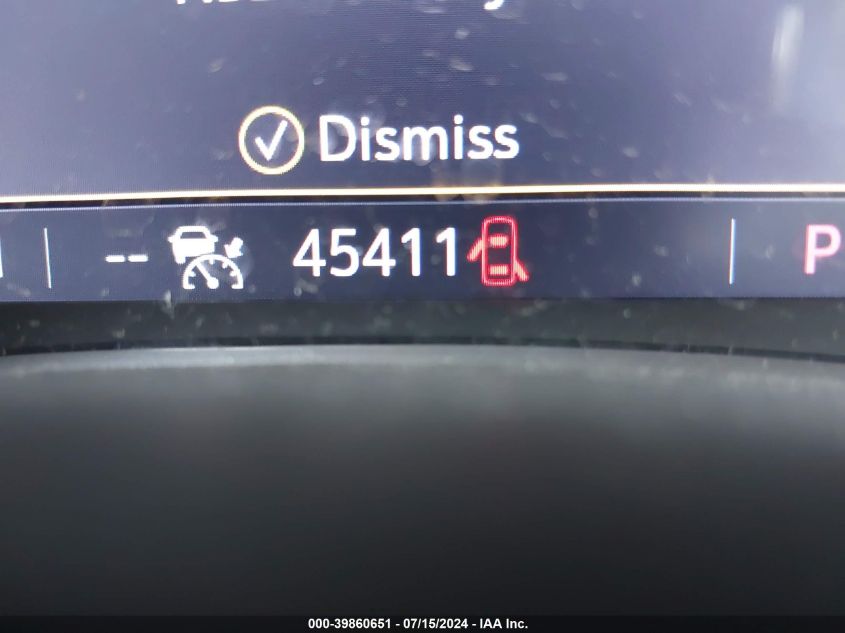 Dismiss
-- 45411 P
000-39860651 - 07/15/2024 - IAA Inc.